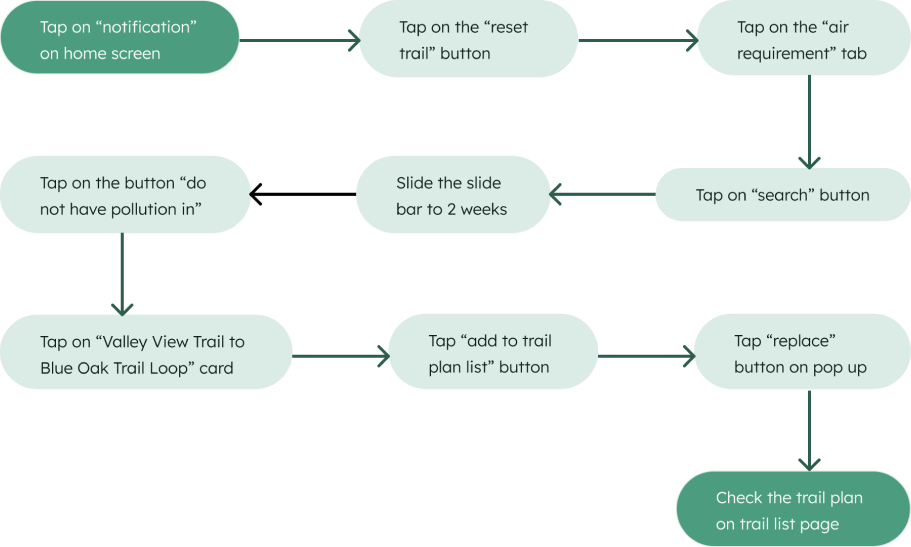 Tap on “notification”
on home screen
Tap on the “reset
trail” button
Tap on the “air
requirement” tab
Tap on “search” button
Slide the slide
bar to 2 weeks
Tap on the button “do
not have pollution in”
Tap on “Valley View Trail to
Blue Oak Trail Loop” card
Tap “add to trail
plan list” button
Tap “replace”
button on pop up
Check the trail plan
on trail list page